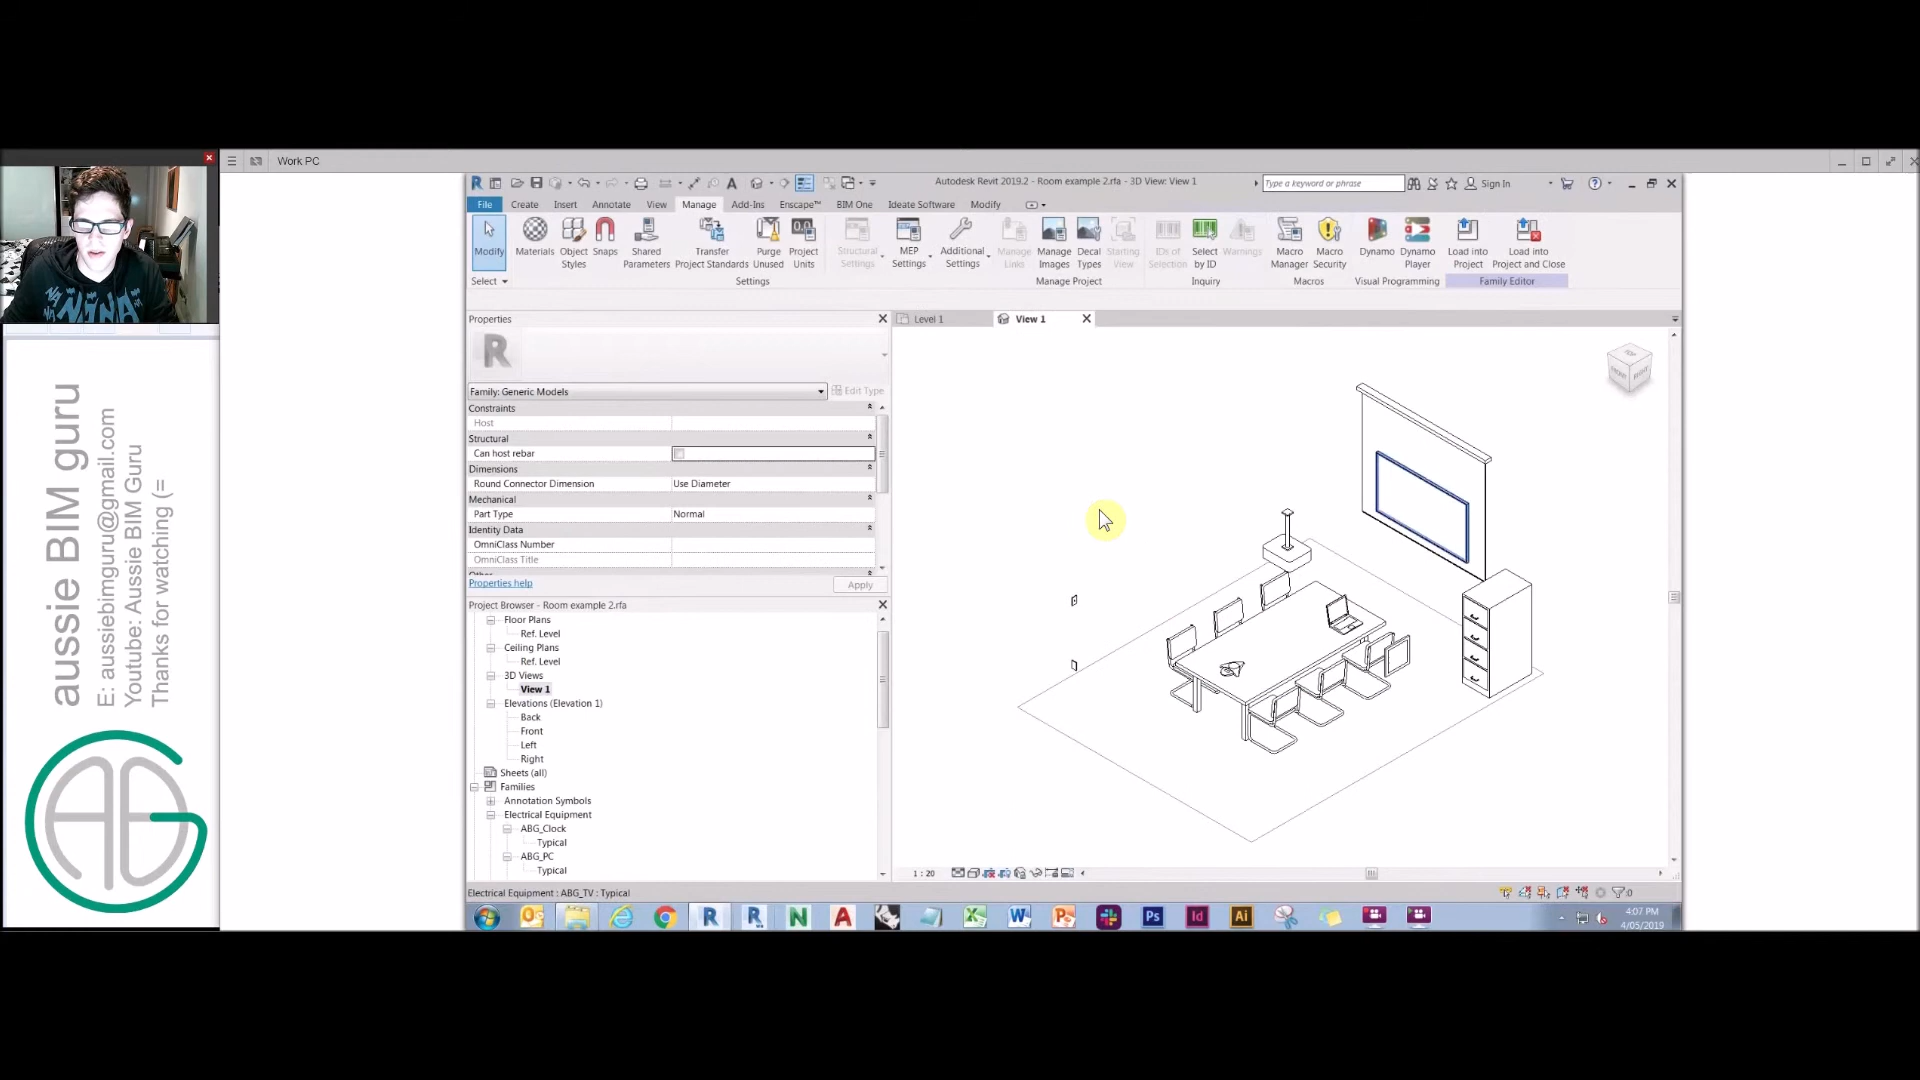 Work PC
Autodesk Revit 2019.2 - Room example 2.rfa - 3D View: View 1
Type a keyword or phrase
Sign In
File Create Insert Annotate View Manage Add-Ins Enscape™ BIM One Ideate Software Modify
Modify
Materials
Object Styles
Snaps
Shared Parameters
Transfer Project Standards
Purge Unused
Project Units
Structural Settings
MEP Settings
Additional Settings
Manage Links
Manage Images
Decal Types
Starting View
IDs of Selection
Select by ID
Warnings
Macro Manager
Macro Security
Dynamo
Dynamo Player
Load into Project
Load into Project and Close
Select
Settings
Manage Project
Inquiry
Macros
Visual Programming
Family Editor
Properties
Level 1
View 1
R
Family: Generic Models
Edit Type
Constraints
Host
Structural
Can host rebar
Dimensions
Round Connector Dimension Use Diameter
Mechanical
Part Type Normal
Identity Data
OmniClass Number
OmniClass Title
Properties help
Apply
Project Browser - Room example 2.rfa
Floor Plans
Ref. Level
Ceiling Plans
Ref. Level
3D Views
View 1
Elevations (Elevation 1)
Back
Front
Left
Right
Sheets (all)
Families
Annotation Symbols
Electrical Equipment
ABG_Clock
Typical
ABG_PC
Typical
1 : 20
Electrical Equipment : ABG_TV : Typical
:0
4:07 PM
4/05/2019
TOP
FRONT
RIGHT
aussie BIM guru
E: aussiebimguru@gmail.com
Youtube: Aussie BIM Guru
Thanks for watching (=